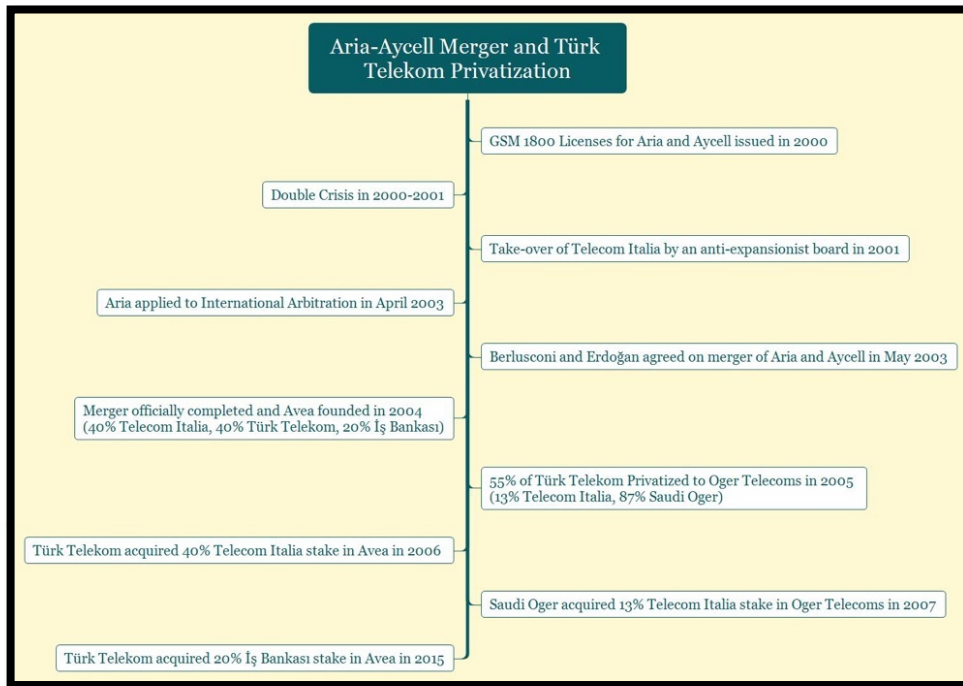 Aria-Aycell Merger and Türk
Telekom Privatization
GSM 1800 Licenses for Aria and Aycell issued in 2000
Double Crisis in 2000-2001
Take-over of Telecom Italia by an anti-expansionist board in 2001
Aria applied to International Arbitration in April 2003
Berlusconi and Erdoğan agreed on merger of Aria and Aycell in May 2003
Merger officially completed and Avea founded in 2004
(40% Telecom Italia, 40% Türk Telekom, 20% İş Bankası)
55% of Türk Telekom Privatized to Oger Telecoms in 2005
(13% Telecom Italia, 87% Saudi Oger)
Türk Telekom acquired 40% Telecom Italia stake in Avea in 2006
Saudi Oger acquired 13% Telecom Italia stake in Oger Telecoms in 2007
Türk Telekom acquired 20% İş Bankası stake in Avea in 2015